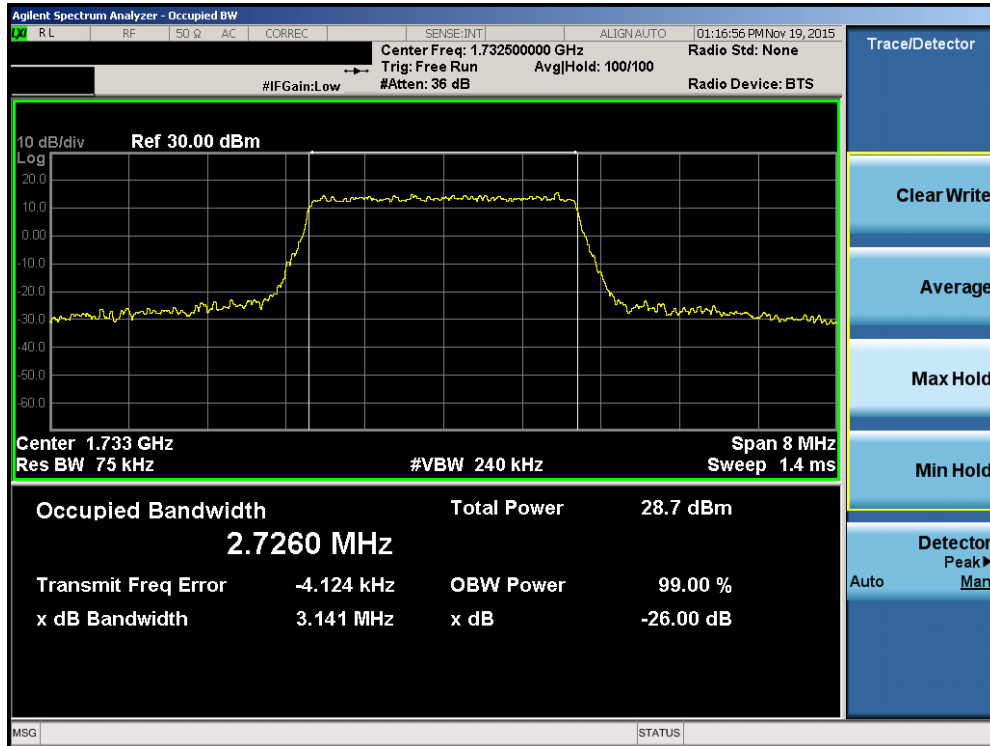 Agilent Spectrum Analyzer - Occupied BW
LXI RL RF 50 Ω AC CORREC SENSE:INT ALIGN AUTO 01:16:56 PM Nov 19, 2015
Center Freq: 1.732500000 GHz Radio Std: None
Trig: Free Run Avg|Hold: 100/100
#IFGain:Low #Atten: 36 dB Radio Device: BTS
10 dB/div Ref 30.00 dBm
Log
20.0
10.0
0.00
-10.0
-20.0
-30.0
-40.0
-50.0
-60.0
Center 1.733 GHz Span 8 MHz
Res BW 75 kHz #VBW 240 kHz Sweep 1.4 ms
Occupied Bandwidth Total Power 28.7 dBm
2.7260 MHz
Transmit Freq Error -4.124 kHz OBW Power 99.00 %
x dB Bandwidth 3.141 MHz x dB -26.00 dB
MSG STATUS
Trace/Detector
Clear Write
Average
Max Hold
Min Hold
Detector
Peak▶
Auto Man